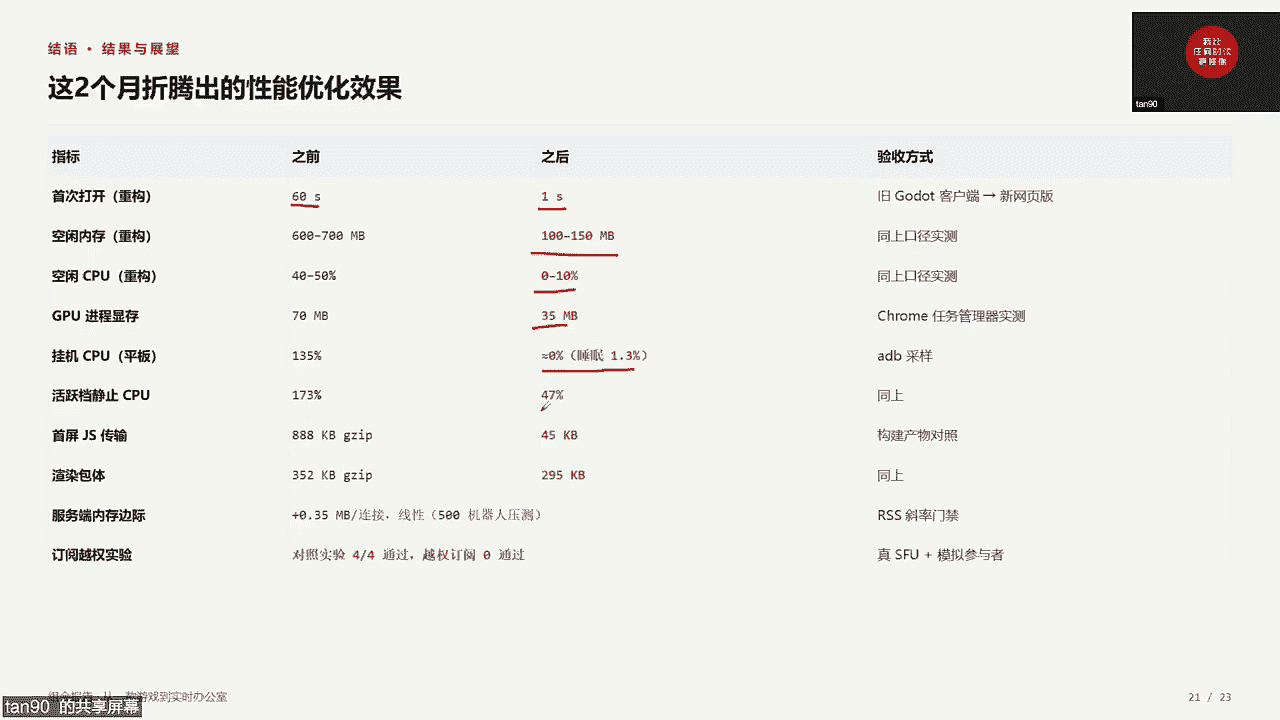 结语 · 结果与展望
这2个月折腾出的性能优化效果
tan90
指标 之前 之后 验收方式
首次打开（重构） 60 s 1 s 旧 Godot 客户端 → 新网页版
空闲内存（重构） 600–700 MB 100–150 MB 同上口径实测
空闲 CPU（重构） 40–50% 0–10% 同上口径实测
GPU 进程显存 70 MB 35 MB Chrome 任务管理器实测
挂机 CPU（平板） 135% ≈0%（睡眠 1.3%） adb 采样
活跃档静止 CPU 173% 47% 同上
首屏 JS 传输 888 KB gzip 45 KB 构建产物对照
渲染包体 352 KB gzip 295 KB 同上
服务端内存边际 +0.35 MB/连接，线性（500 机器人压测） RSS 斜率门禁
订阅越权实验 对照实验 4/4 通过，越权订阅 0 通过 真 SFU + 模拟参与者
款游戏到实时办公室
21 / 23
tan90 的共享屏幕